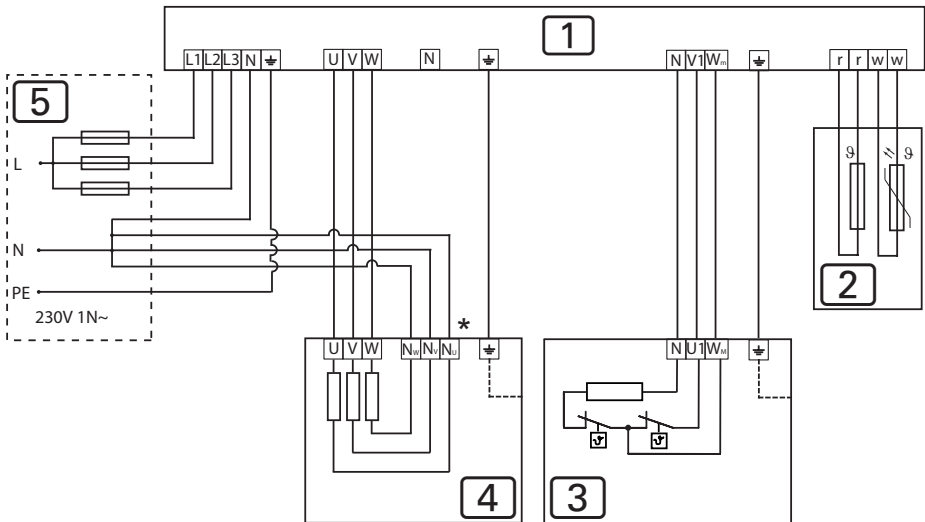 1
L1 L2 L3 N U V W N N V1 Wm r r w w
5
L
N
PE
230V 1N~
ϑ ϑ
2
*
U V W NW NV NU
N U1 WM
ϑ ϑ
4
3